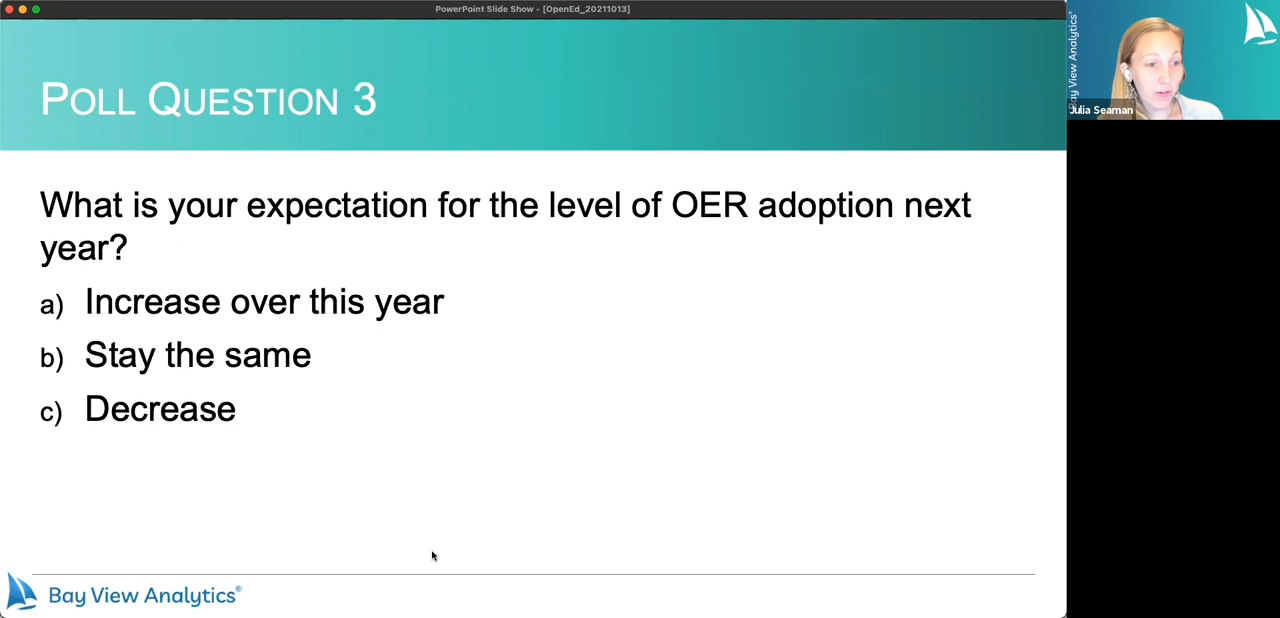 PowerPoint Slide Show - [OpenEd_20211013]
POLL QUESTION 3
What is your expectation for the level of OER adoption next
year?
a) Increase over this year
b) Stay the same
c) Decrease
Bay View Analytics®
Bay View Analytics®
Julia Seaman